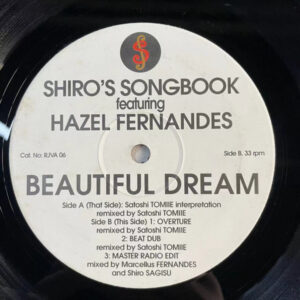 SHIRO'S SONGBOOK
featuring
HAZEL FERNANDES
Cat. No: RJVA 06
Side B, 33 rpm
BEAUTIFUL DREAM
Side A (That Side): Satoshi TOMIIE interpretation
remixed by Satoshi TOMIIE
Side B (This Side) 1: OVERTURE
remixed by Satoshi TOMIIE
2: BEAT DUB
remixed by Satoshi TOMIIE
3: MASTER RADIO EDIT
mixed by Marcellus FERNANDES
and Shiro SAGISU